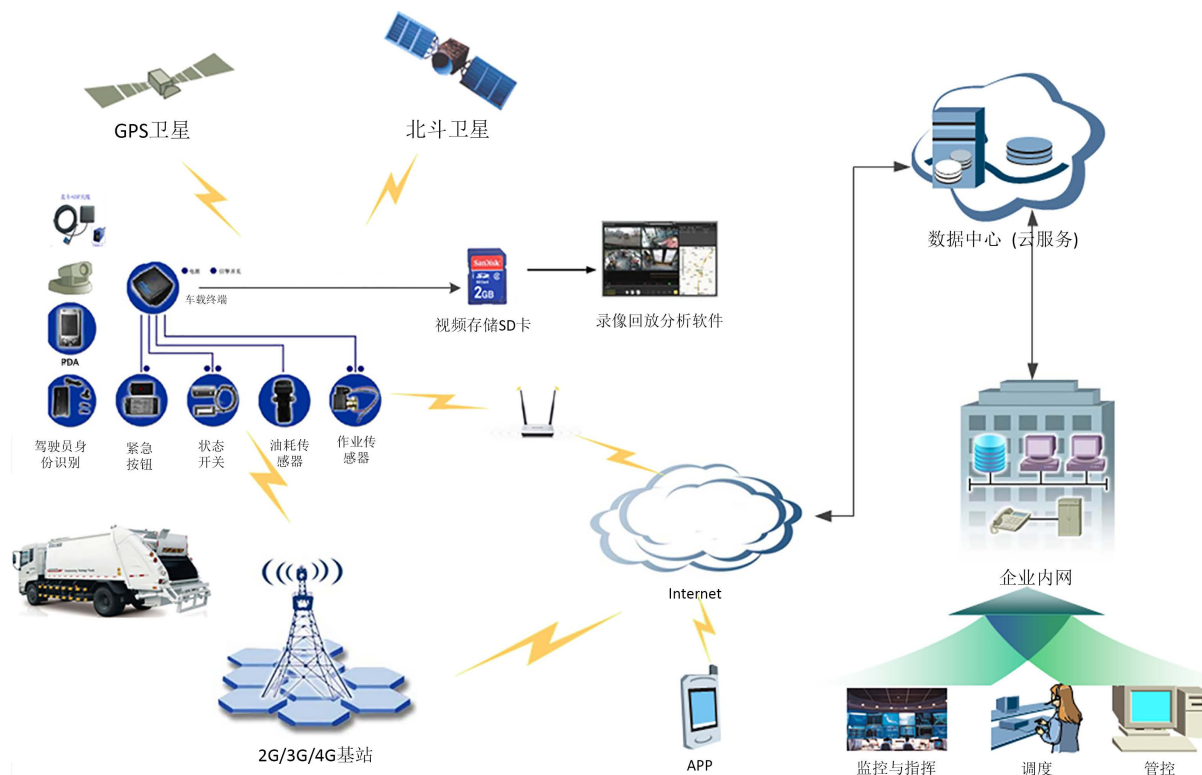 GPS卫星
北斗卫星
数据中心 (云服务)
电源
车载终端
SanDisk
2GB
视频存储SD卡
录像回放分析软件
PDA
驾驶员身
份识别
紧急
按钮
状态
开关
油耗传
感器
作业传
感器
Internet
企业内网
2G/3G/4G基站
APP
监控与指挥
调度
管控